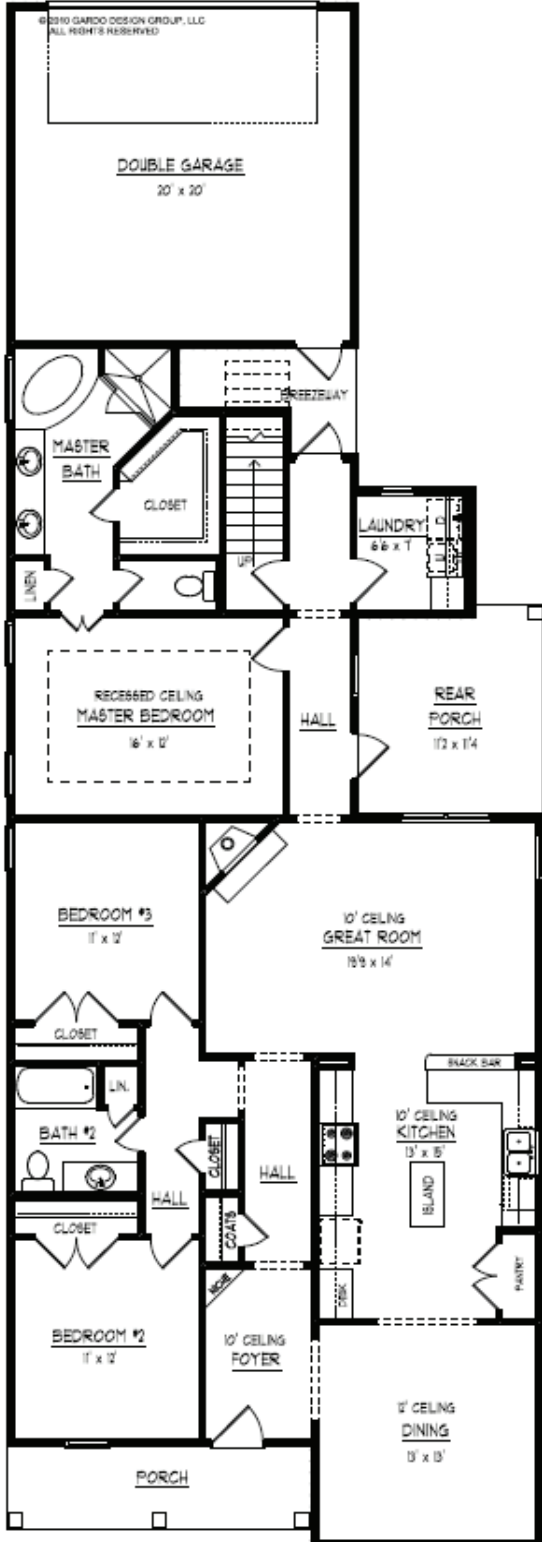 ©2010 GARDO DESIGN GROUP, LLC
ALL RIGHTS RESERVED
DOUBLE GARAGE
20' x 20'
BREEZEWAY
MASTER
BATH
CLOSET
LAUNDRY
6'6 x 7'
D
W
UP
LINEN
RECESSED CEILING
MASTER BEDROOM
16' x 12'
HALL
REAR
PORCH
11'2 x 11'4
BEDROOM #3
11' x 12'
10' CEILING
GREAT ROOM
19'9 x 14'
CLOSET
SNACK BAR
LIN.
BATH #2
10' CEILING
KITCHEN
13' x 15'
CLOSET
HALL
ISLAND
HALL
COATS
CLOSET
PANTRY
NICHE
DESK
BEDROOM #2
11' x 12'
10' CEILING
FOYER
12' CEILING
DINING
13' x 13'
PORCH